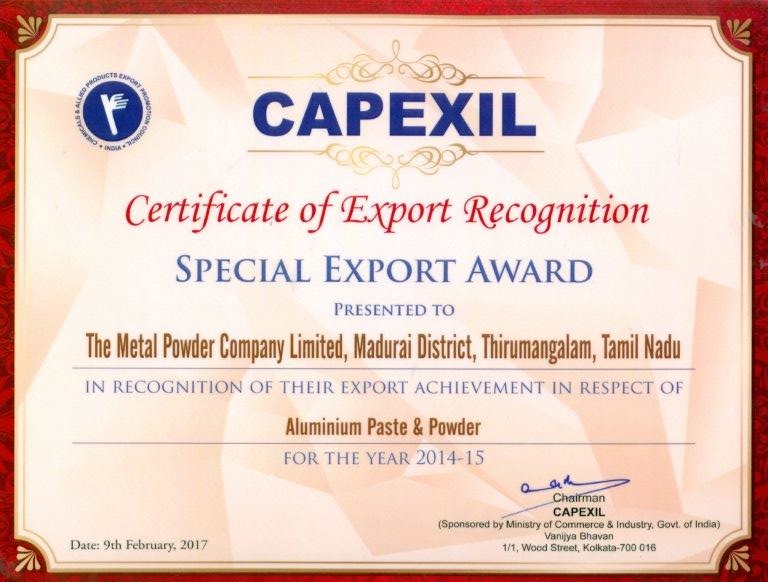 CHEMICALS & ALLIED PRODUCTS EXPORT PROMOTION COUNCIL
• INDIA •
CAPEXIL
Certificate of Export Recognition
SPECIAL EXPORT AWARD
PRESENTED TO
The Metal Powder Company Limited, Madurai District, Thirumangalam, Tamil Nadu
IN RECOGNITION OF THEIR EXPORT ACHIEVEMENT IN RESPECT OF
Aluminium Paste & Powder
FOR THE YEAR 2014-15
Chairman
CAPEXIL
(Sponsored by Ministry of Commerce & Industry, Govt. of India)
Vanijya Bhavan
1/1, Wood Street, Kolkata-700 016
Date: 9th February, 2017